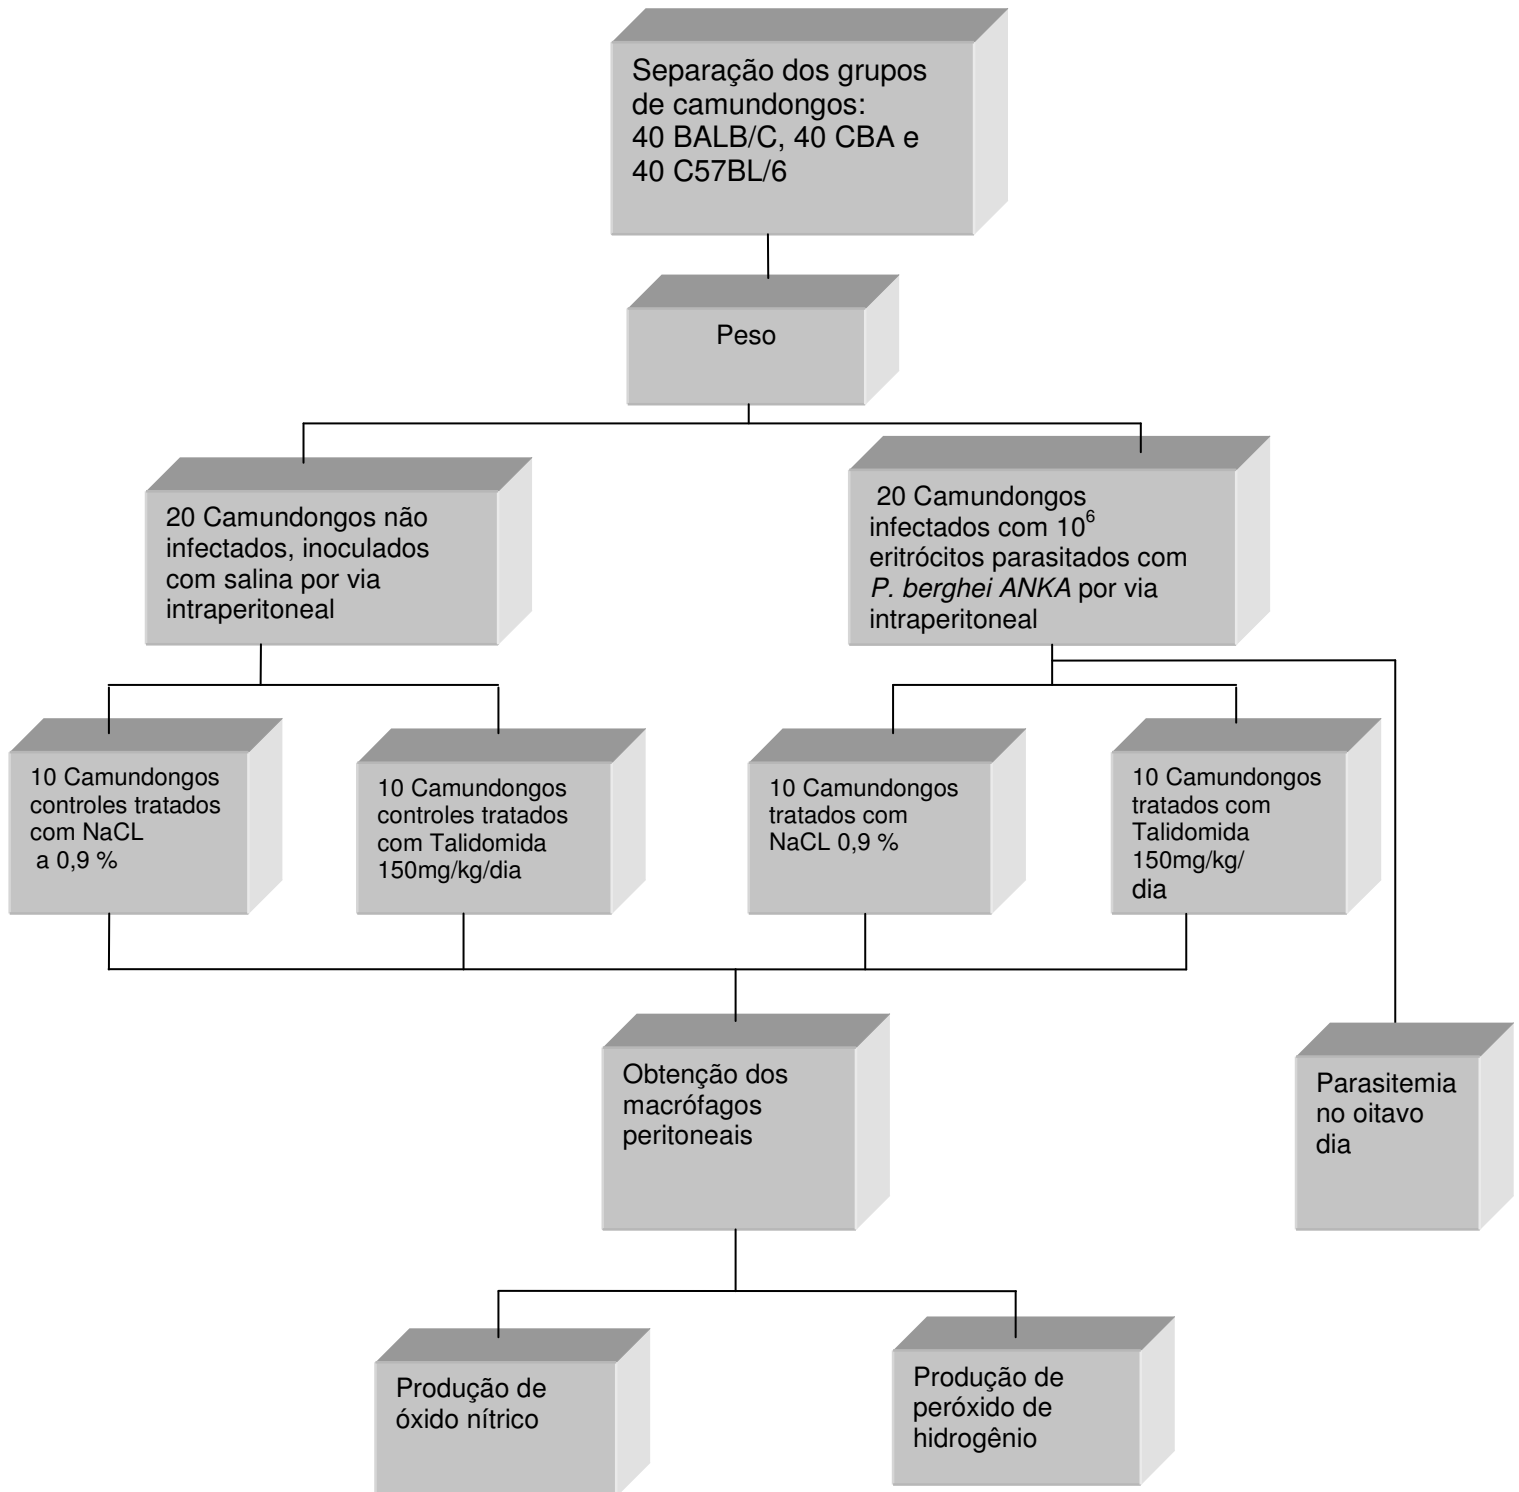 Separação dos grupos
de camundongos:
40 BALB/C, 40 CBA e
40 C57BL/6
Peso
20 Camundongos não
infectados, inoculados
com salina por via
intraperitoneal
20 Camundongos
infectados com 10⁶
eritrócitos parasitados com
P. berghei ANKA por via
intraperitoneal
10 Camundongos
controles tratados
com NaCL
a 0,9 %
10 Camundongos
controles tratados
com Talidomida
150mg/kg/dia
10 Camundongos
tratados com
NaCL 0,9 %
10 Camundongos
tratados com
Talidomida
150mg/kg/
dia
Obtenção dos
macrófagos
peritoneais
Parasitemia
no oitavo
dia
Produção de
óxido nítrico
Produção de
peróxido de
hidrogênio